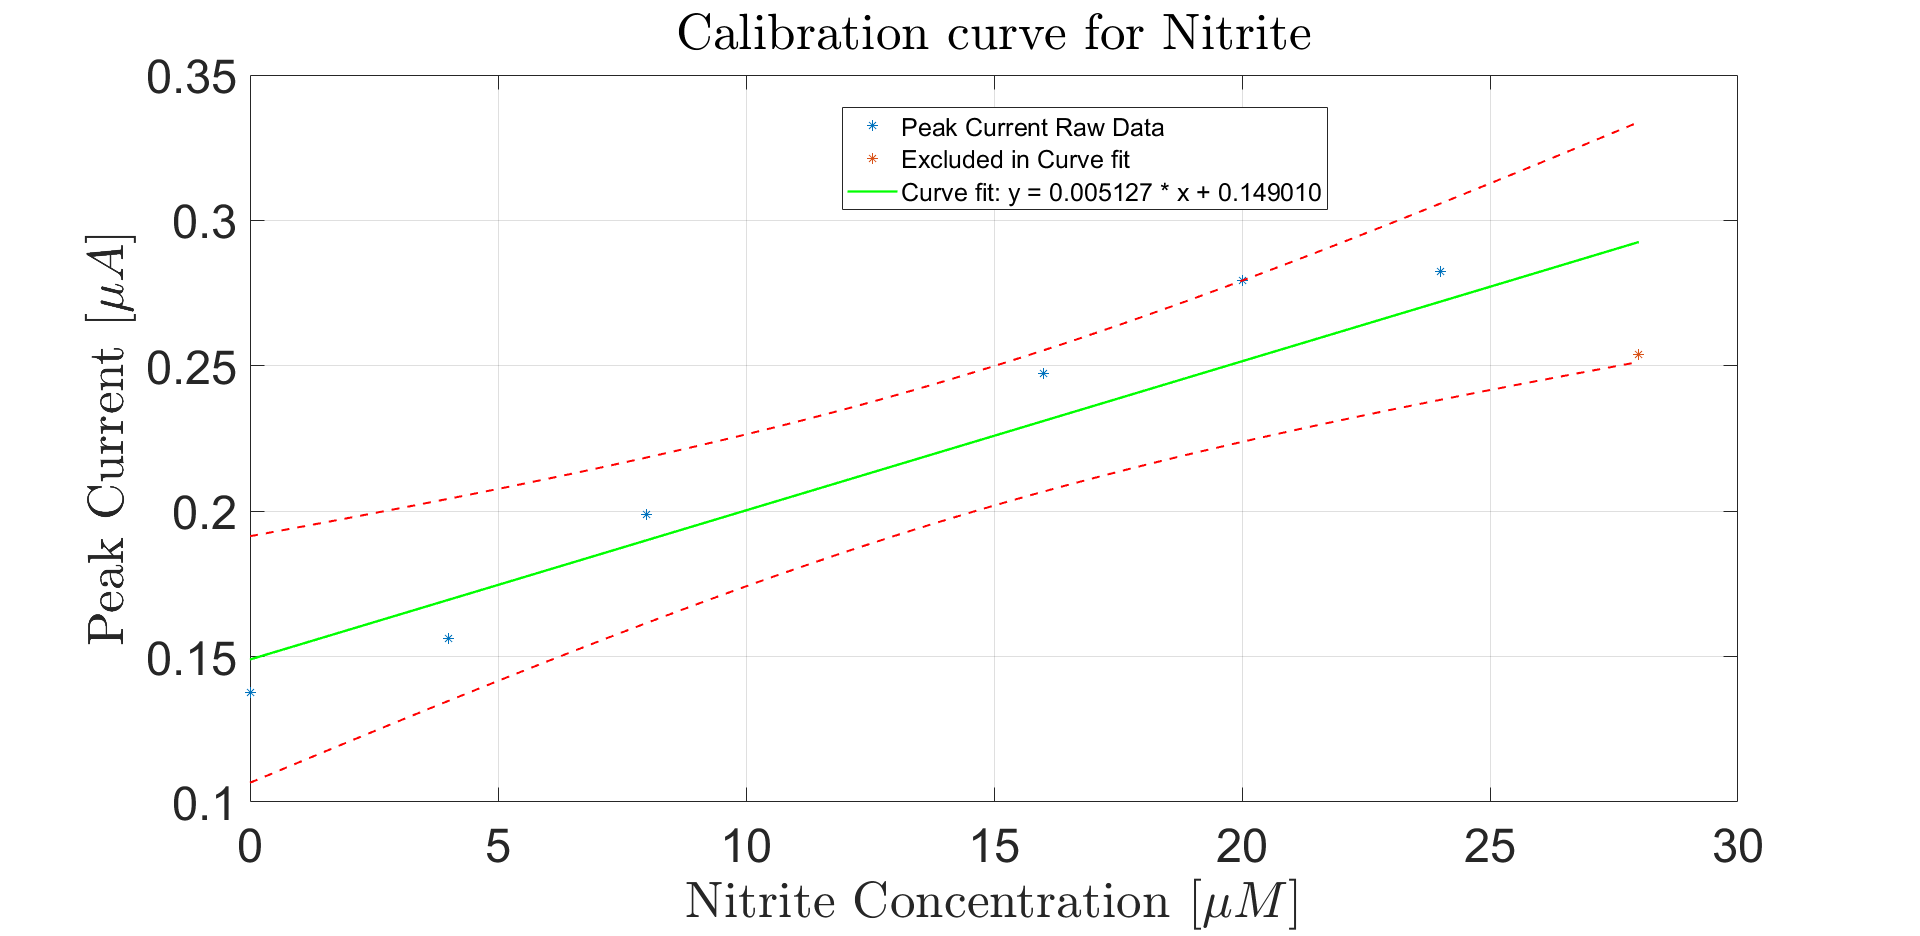 Calibration curve for Nitrite
0.35
0.3
0.25
0.2
0.15
0.1
Peak Current [μA]
Peak Current Raw Data
Excluded in Curve fit
Curve fit: y = 0.005127 * x + 0.149010
0 5 10 15 20 25 30
Nitrite Concentration [μM]